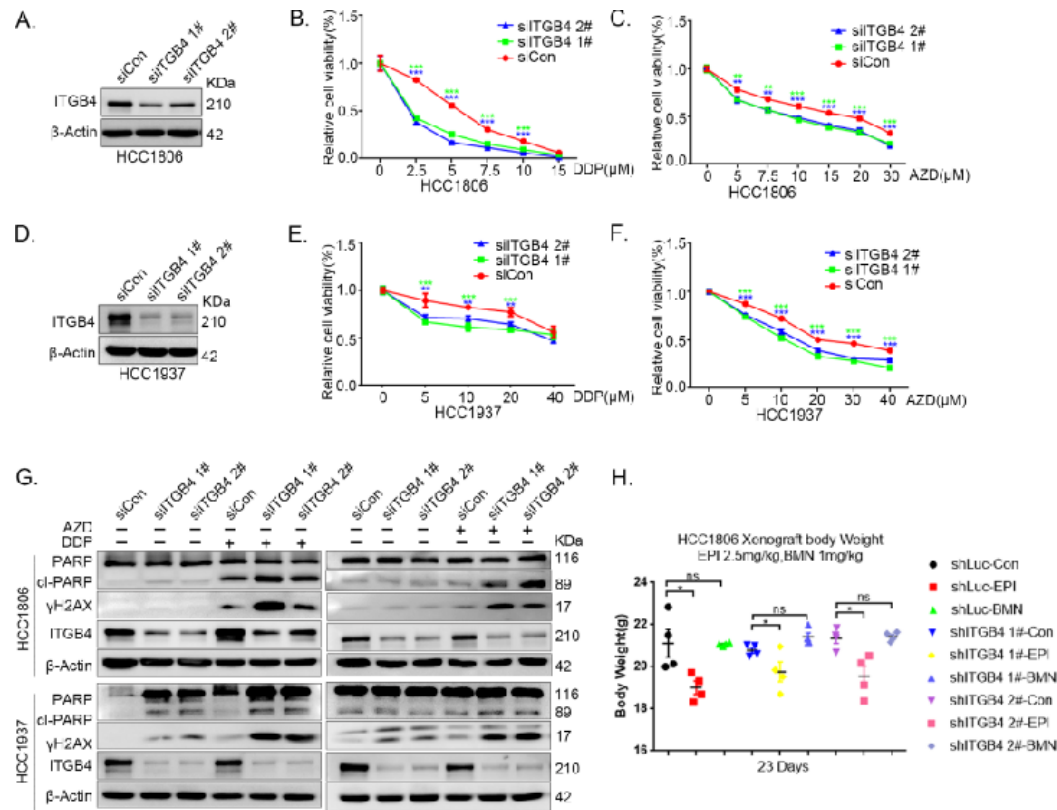 A.
siCon
siITGB4 1#
siITGB4 2#
KDa
ITGB4
210
β-Actin
42
HCC1806
B.
siITGB4 2#
siITGB4 1#
siCon
Relative cell viability(%)
1.5
1.0
0.5
0.0
0 2.5 5 7.5 10 15 DDP(μM)
HCC1806
C.
siITGB4 2#
siITGB4 1#
siCon
Relative cell viability(%)
1.5
1.0
0.5
0.0
0 5 7.5 10 15 20 30 AZD(μM)
HCC1806
D.
siCon
siITGB4 1#
siITGB4 2#
KDa
ITGB4
210
β-Actin
42
HCC1937
E.
siITGB4 2#
siITGB4 1#
siCon
Relative cell viability(%)
1.5
1.0
0.5
0.0
0 5 10 20 40 DDP(μM)
HCC1937
F.
siITGB4 2#
siITGB4 1#
siCon
Relative cell viability(%)
1.5
1.0
0.5
0.0
0 5 10 20 30 40 AZD(μM)
HCC1937
G.
siCon siITGB4 1# siITGB4 2# siCon siITGB4 1# siITGB4 2#
siCon siITGB4 1# siITGB4 2# siCon siITGB4 1# siITGB4 2#
AZD − − − − − − − − − + + +
DDP − − − + + + − − − − − − KDa
HCC1806
PARP 116
cl-PARP 89
γH2AX 17
ITGB4 210
β-Actin 42
HCC1937
PARP 116
cl-PARP 89
γH2AX 17
ITGB4 210
β-Actin 42
H.
HCC1806 Xenograft body Weight
EPI 2.5mg/kg,BMN 1mg/kg
Body Weight(g)
24
22
20
18
16
ns
*
ns
*
ns
*
23 Days
shLuc-Con
shLuc-EPI
shLuc-BMN
shITGB4 1#-Con
shITGB4 1#-EPI
shITGB4 1#-BMN
shITGB4 2#-Con
shITGB4 2#-EPI
shITGB4 2#-BMN